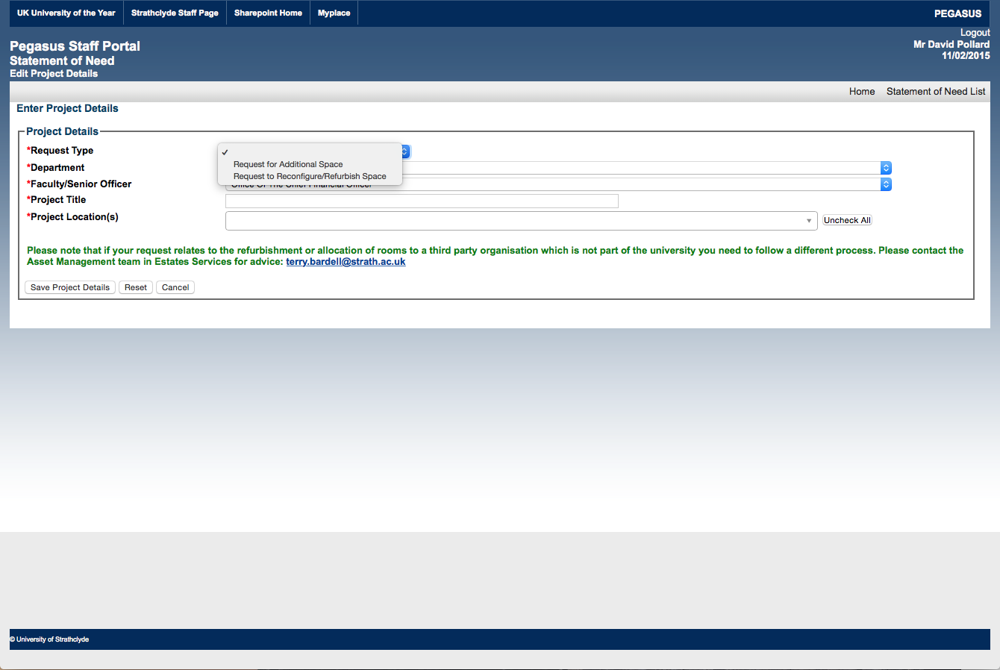 UK University of the Year Strathclyde Staff Page Sharepoint Home Myplace PEGASUS
Logout
Pegasus Staff Portal Mr David Pollard
Statement of Need 11/02/2015
Edit Project Details
Home Statement of Need List
Enter Project Details
Project Details
*Request Type ✓
Request for Additional Space
*Department
Request to Reconfigure/Refurbish Space
*Faculty/Senior Officer Office Of The Chief Financial Officer
*Project Title
*Project Location(s) Uncheck All
Please note that if your request relates to the refurbishment or allocation of rooms to a third party organisation which is not part of the university you need to follow a different process. Please contact the
Asset Management team in Estates Services for advice: terry.bardell@strath.ac.uk
Save Project Details Reset Cancel
© University of Strathclyde